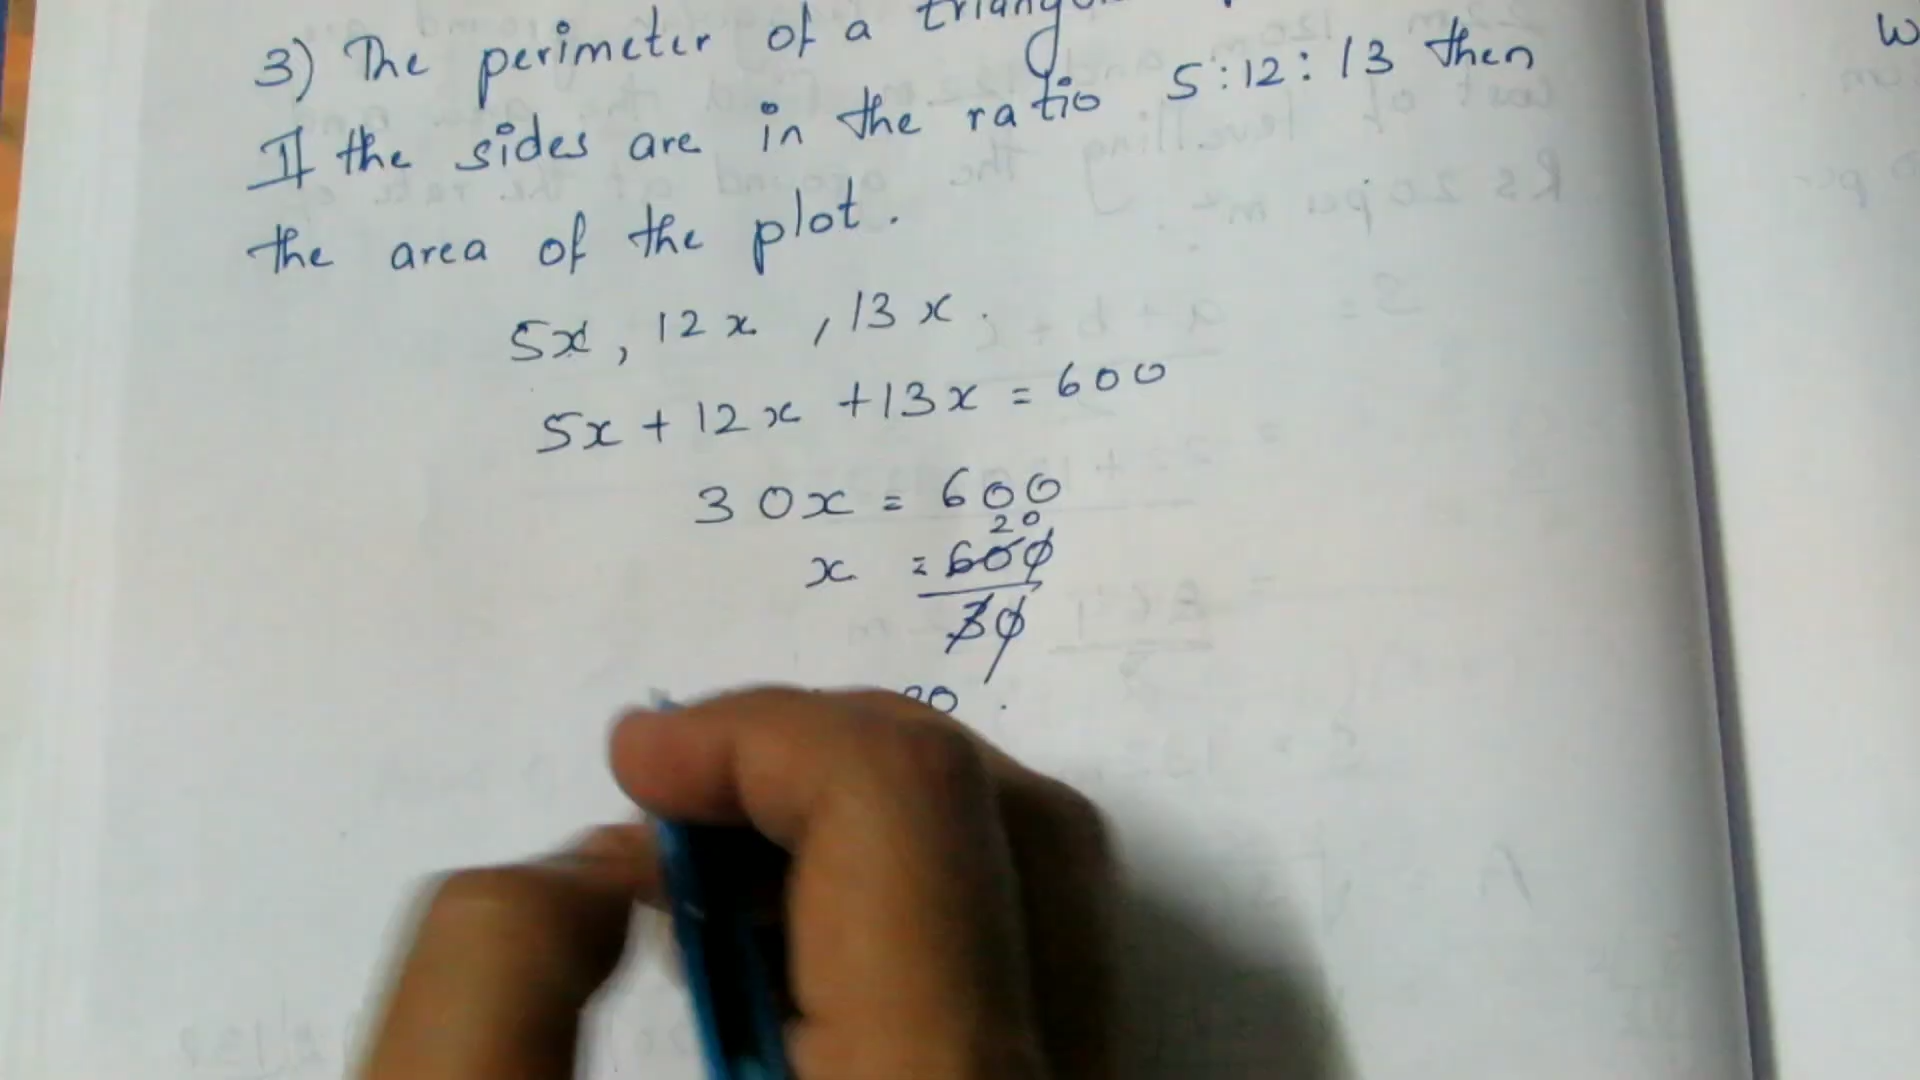 3) The perimeter of a
If the sides are in the ratio 5:12:13 then
the area of the plot.
5x, 12x, 13x.
5x + 12x + 13x = 600
30x = 600
20
x = 600
30
20.